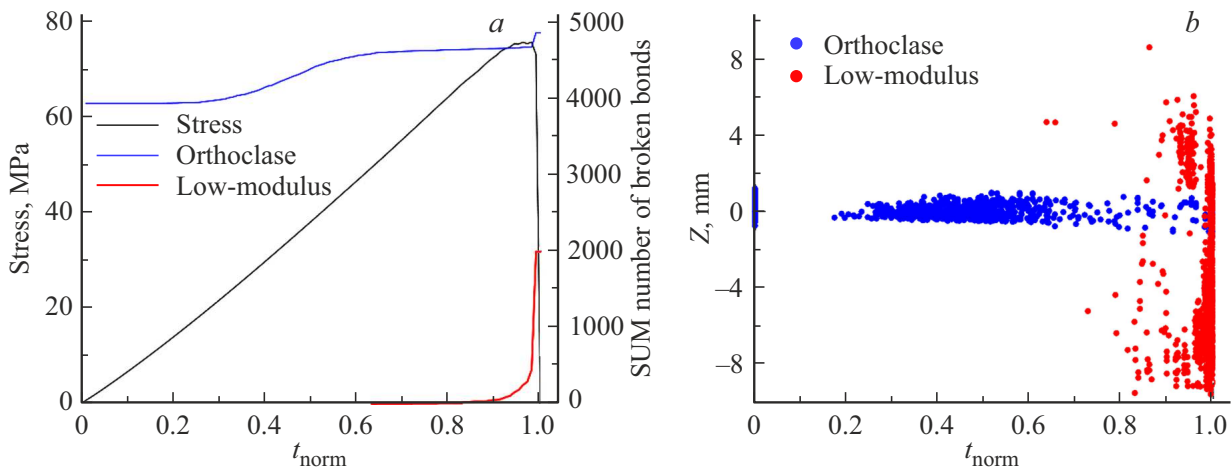 a
80
60
40
20
0
Stress, MPa
5000
4000
3000
2000
1000
0
SUM number of broken bonds
Stress
Orthoclase
Low-modulus
0 0.2 0.4 0.6 0.8 1.0
t_norm
b
Orthoclase
Low-modulus
8
4
0
−4
−8
Z, mm
0 0.2 0.4 0.6 0.8 1.0
t_norm